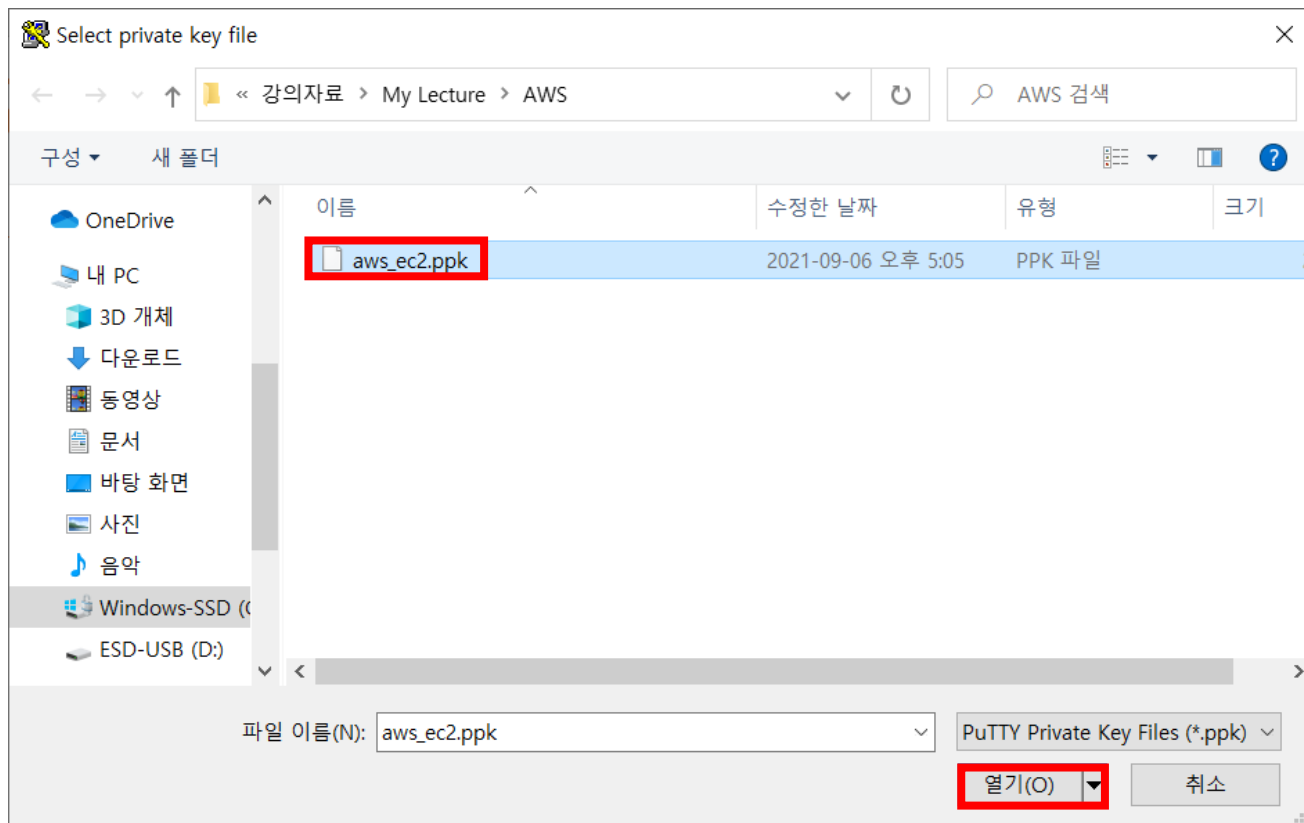 Select private key file
« 강의자료 > My Lecture > AWS
AWS 검색
구성
새 폴더
?
이름
수정한 날짜
유형
크기
aws_ec2.ppk
2021-09-06 오후 5:05
PPK 파일
OneDrive
내 PC
3D 개체
다운로드
동영상
문서
바탕 화면
사진
음악
Windows-SSD (
ESD-USB (D:)
파일 이름(N):
aws_ec2.ppk
PuTTY Private Key Files (*.ppk)
열기(O)
취소